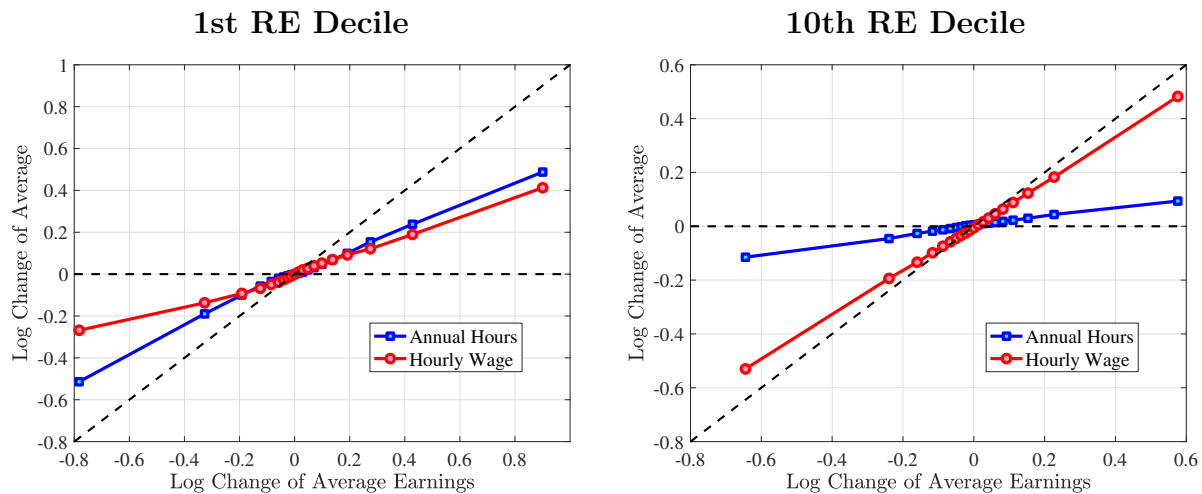 1st RE Decile
Log Change of Average
1
0.8
0.6
0.4
0.2
0
-0.2
-0.4
-0.6
-0.8
Annual Hours
Hourly Wage
-0.8 -0.6 -0.4 -0.2 0 0.2 0.4 0.6 0.8
Log Change of Average Earnings
10th RE Decile
Log Change of Average
0.6
0.4
0.2
0
-0.2
-0.4
-0.6
-0.8
Annual Hours
Hourly Wage
-0.8 -0.6 -0.4 -0.2 0 0.2 0.4 0.6
Log Change of Average Earnings